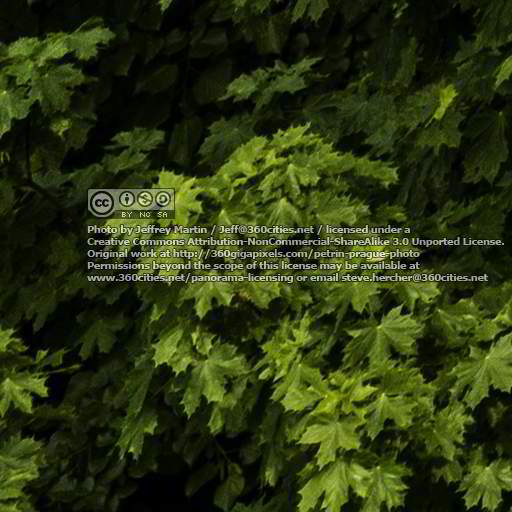 cc BY NC SA
Photo by Jeffrey Martin / Jeff@360cities.net / licensed under a
Creative Commons Attribution-NonCommercial-ShareAlike 3.0 Unported License.
Original work at http://360gigapixels.com/petrin-prague-photo
Permissions beyond the scope of this license may be available at
www.360cities.net/panorama-licensing or email steve.hercher@360cities.net